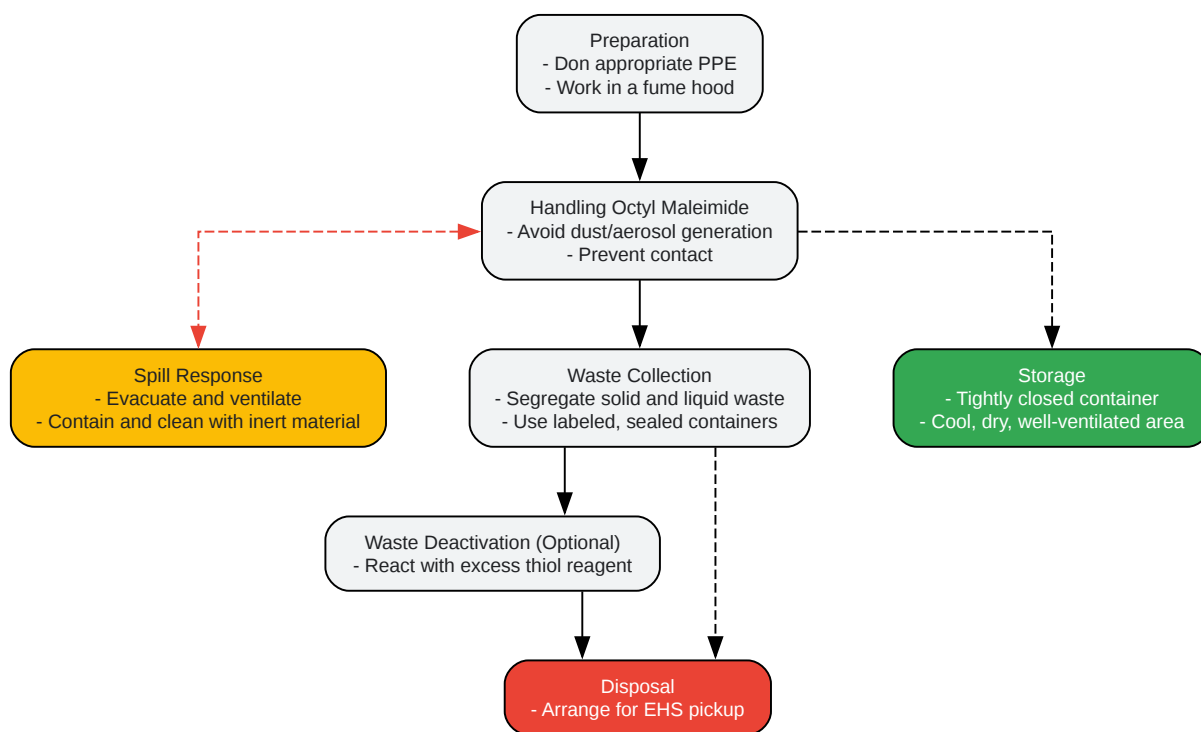 Preparation
- Don appropriate PPE
- Work in a fume hood
Handling Octyl Maleimide
- Avoid dust/aerosol generation
- Prevent contact
Spill Response
- Evacuate and ventilate
- Contain and clean with inert material
Waste Collection
- Segregate solid and liquid waste
- Use labeled, sealed containers
Storage
- Tightly closed container
- Cool, dry, well-ventilated area
Waste Deactivation (Optional)
- React with excess thiol reagent
Disposal
- Arrange for EHS pickup